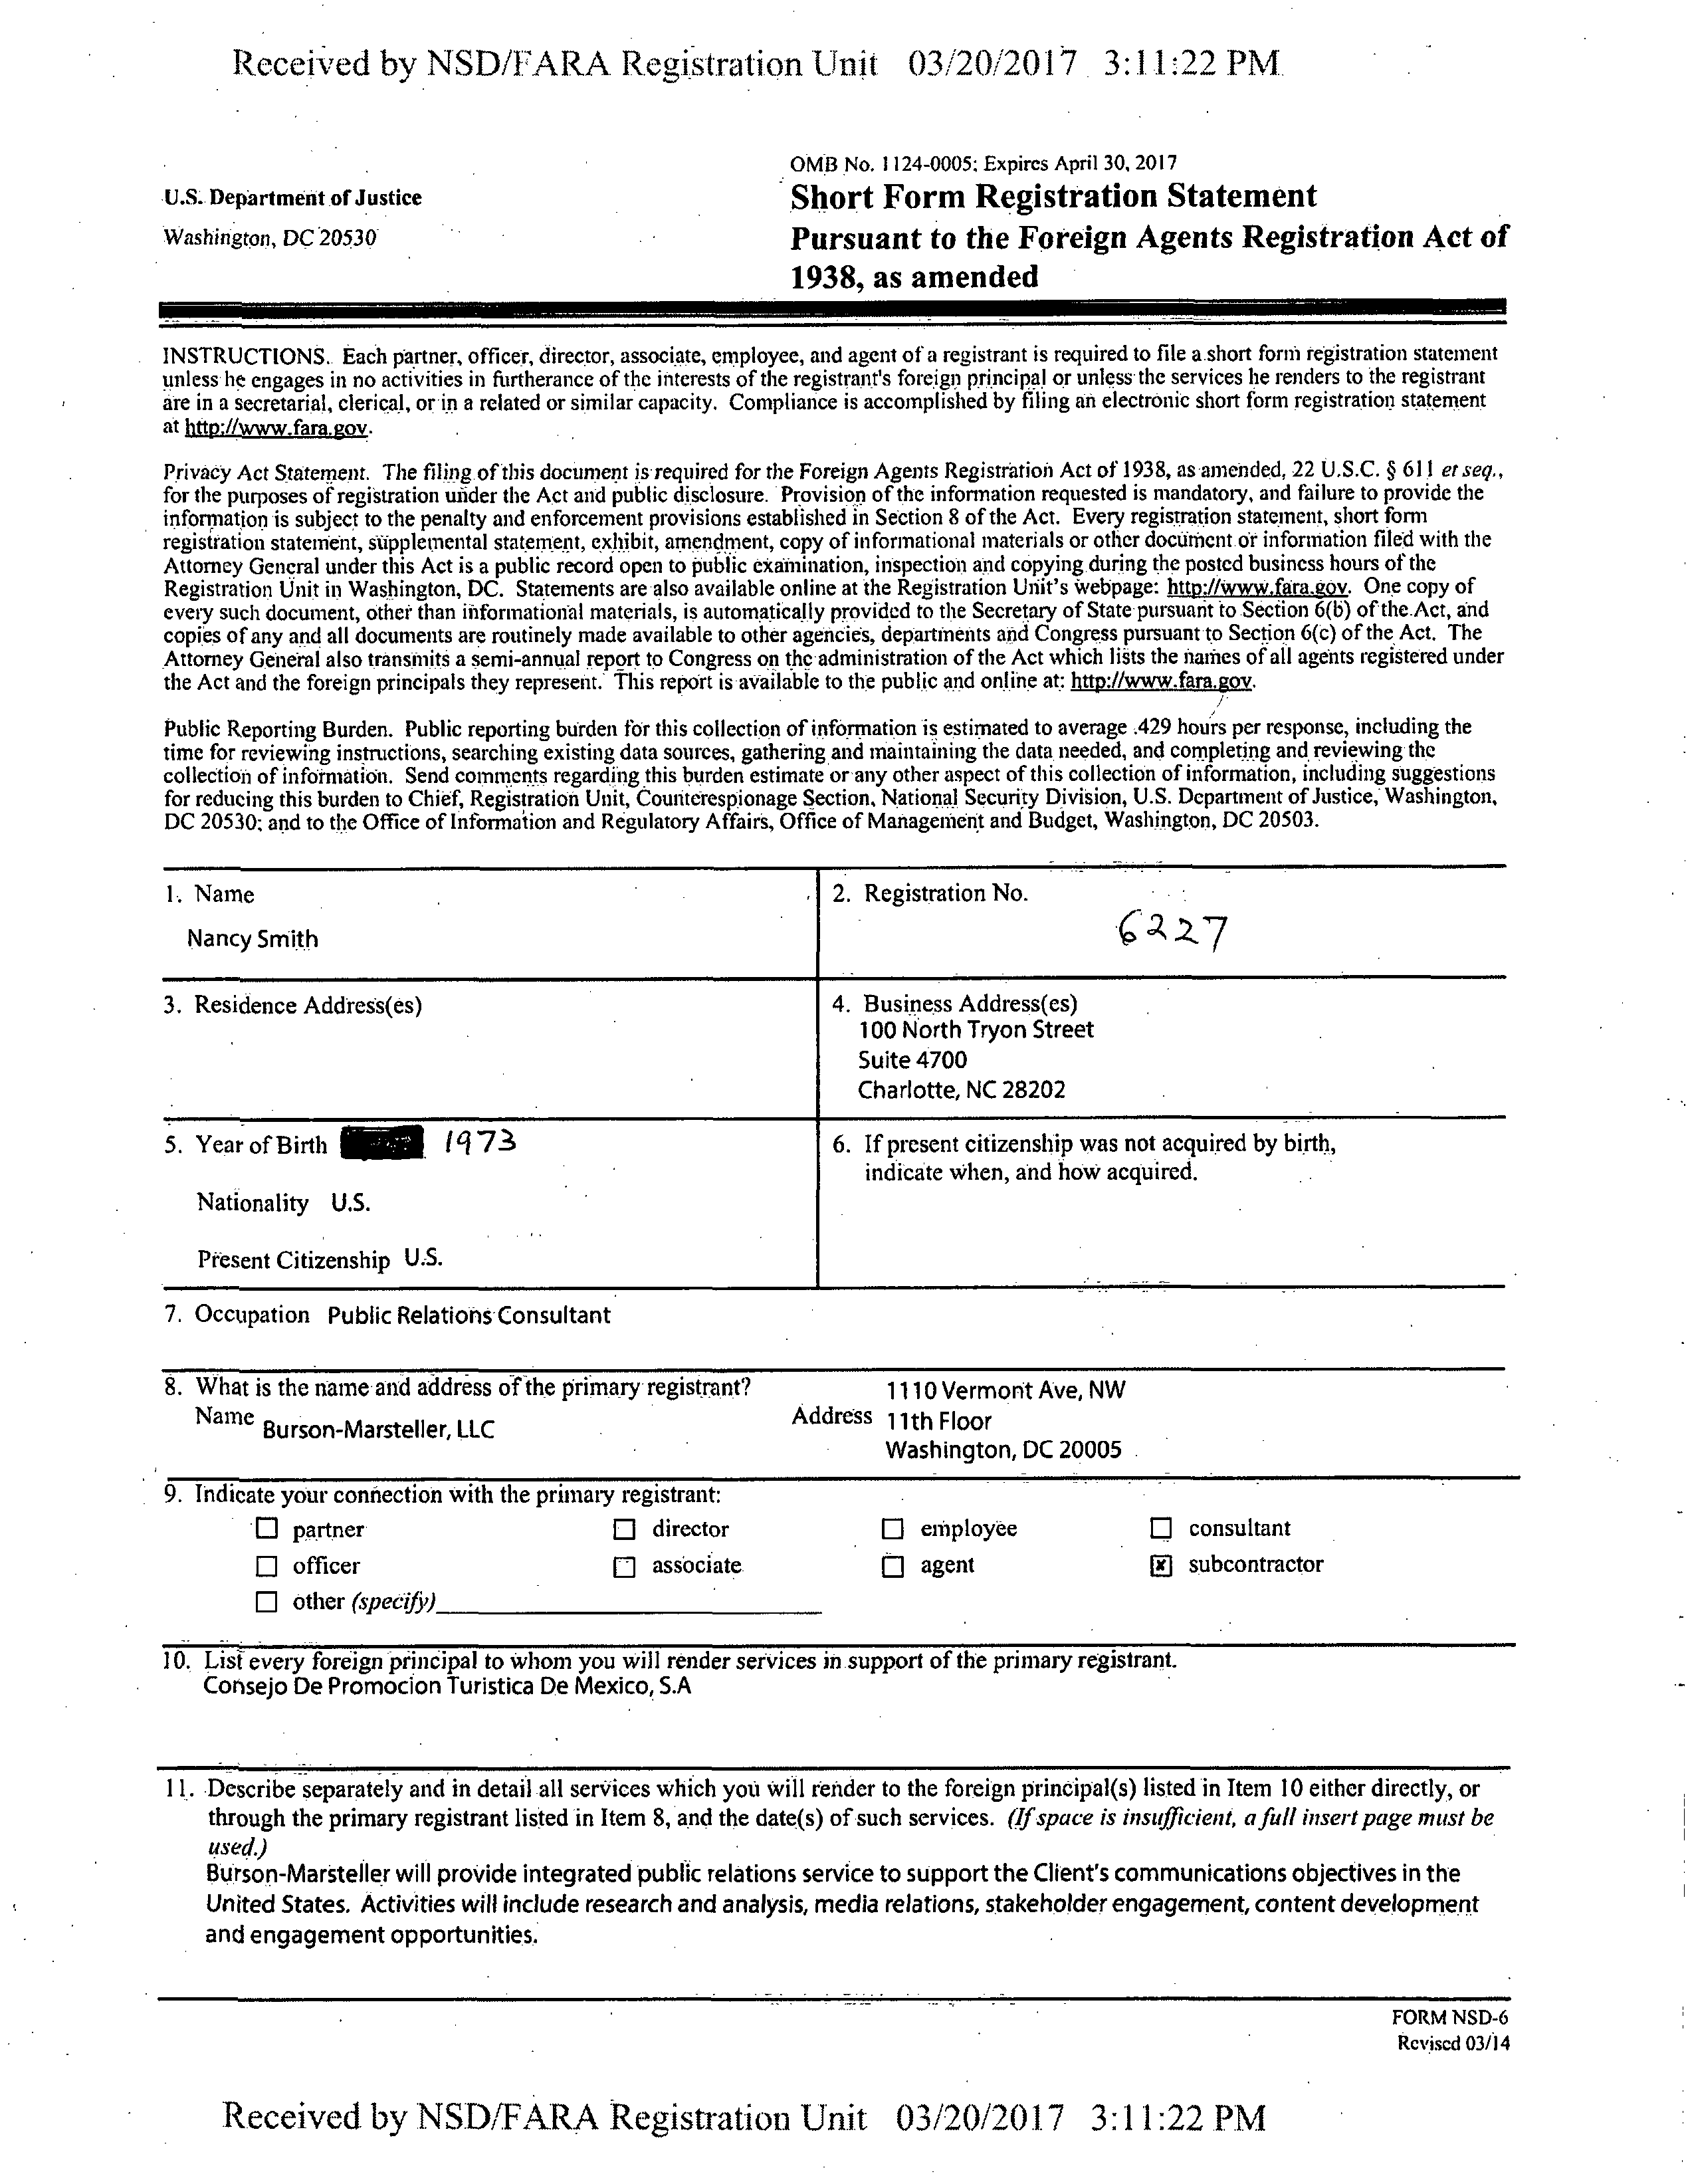 Received by NSD/FARA Registration Unit 03/20/2017 3:11:22 PM
OMB No. 1124-0005; Expires April 30, 2017
U.S. Department of Justice
Washington, DC 20530
Short Form Registration Statement
Pursuant to the Foreign Agents Registration Act of
1938, as amended
INSTRUCTIONS. Each partner, officer, director, associate, employee, and agent of a registrant is required to file a short form registration statement
unless he engages in no activities in furtherance of the interests of the registrant's foreign principal or unless the services he renders to the registrant
are in a secretarial, clerical, or in a related or similar capacity. Compliance is accomplished by filing an electronic short form registration statement
at http://www.fara.gov.
Privacy Act Statement. The filing of this document is required for the Foreign Agents Registration Act of 1938, as amended, 22 U.S.C. § 611 et seq.,
for the purposes of registration under the Act and public disclosure. Provision of the information requested is mandatory, and failure to provide the
information is subject to the penalty and enforcement provisions established in Section 8 of the Act. Every registration statement, short form
registration statement, supplemental statement, exhibit, amendment, copy of informational materials or other document or information filed with the
Attorney General under this Act is a public record open to public examination, inspection and copying during the posted business hours of the
Registration Unit in Washington, DC. Statements are also available online at the Registration Unit's webpage: http://www.fara.gov. One copy of
every such document, other than informational materials, is automatically provided to the Secretary of State pursuant to Section 6(b) of the Act, and
copies of any and all documents are routinely made available to other agencies, departments and Congress pursuant to Section 6(c) of the Act. The
Attorney General also transmits a semi-annual report to Congress on the administration of the Act which lists the names of all agents registered under
the Act and the foreign principals they represent. This report is available to the public and online at: http://www.fara.gov.
Public Reporting Burden. Public reporting burden for this collection of information is estimated to average .429 hours per response, including the
time for reviewing instructions, searching existing data sources, gathering and maintaining the data needed, and completing and reviewing the
collection of information. Send comments regarding this burden estimate or any other aspect of this collection of information, including suggestions
for reducing this burden to Chief, Registration Unit, Counterespionage Section, National Security Division, U.S. Department of Justice, Washington,
DC 20530; and to the Office of Information and Regulatory Affairs, Office of Management and Budget, Washington, DC 20503.
1. Name
Nancy Smith
2. Registration No.
6227
3. Residence Address(es)
4. Business Address(es)
100 North Tryon Street
Suite 4700
Charlotte, NC 28202
5. Year of Birth 1973
Nationality U.S.
Present Citizenship U.S.
6. If present citizenship was not acquired by birth,
indicate when, and how acquired.
7. Occupation Public Relations Consultant
8. What is the name and address of the primary registrant?
Name Burson-Marsteller, LLC
Address 1110 Vermont Ave, NW
11th Floor
Washington, DC 20005
9. Indicate your connection with the primary registrant:
☐ partner ☐ director ☐ employee ☐ consultant
☐ officer ☐ associate ☐ agent ☒ subcontractor
☐ other (specify)
10. List every foreign principal to whom you will render services in support of the primary registrant.
Consejo De Promocion Turistica De Mexico, S.A
11. Describe separately and in detail all services which you will render to the foreign principal(s) listed in Item 10 either directly, or
through the primary registrant listed in Item 8, and the date(s) of such services. (If space is insufficient, a full insert page must be
used.)
Burson-Marsteller will provide integrated public relations service to support the Client's communications objectives in the
United States. Activities will include research and analysis, media relations, stakeholder engagement, content development
and engagement opportunities.
FORM NSD-6
Revised 03/14
Received by NSD/FARA Registration Unit 03/20/2017 3:11:22 PM